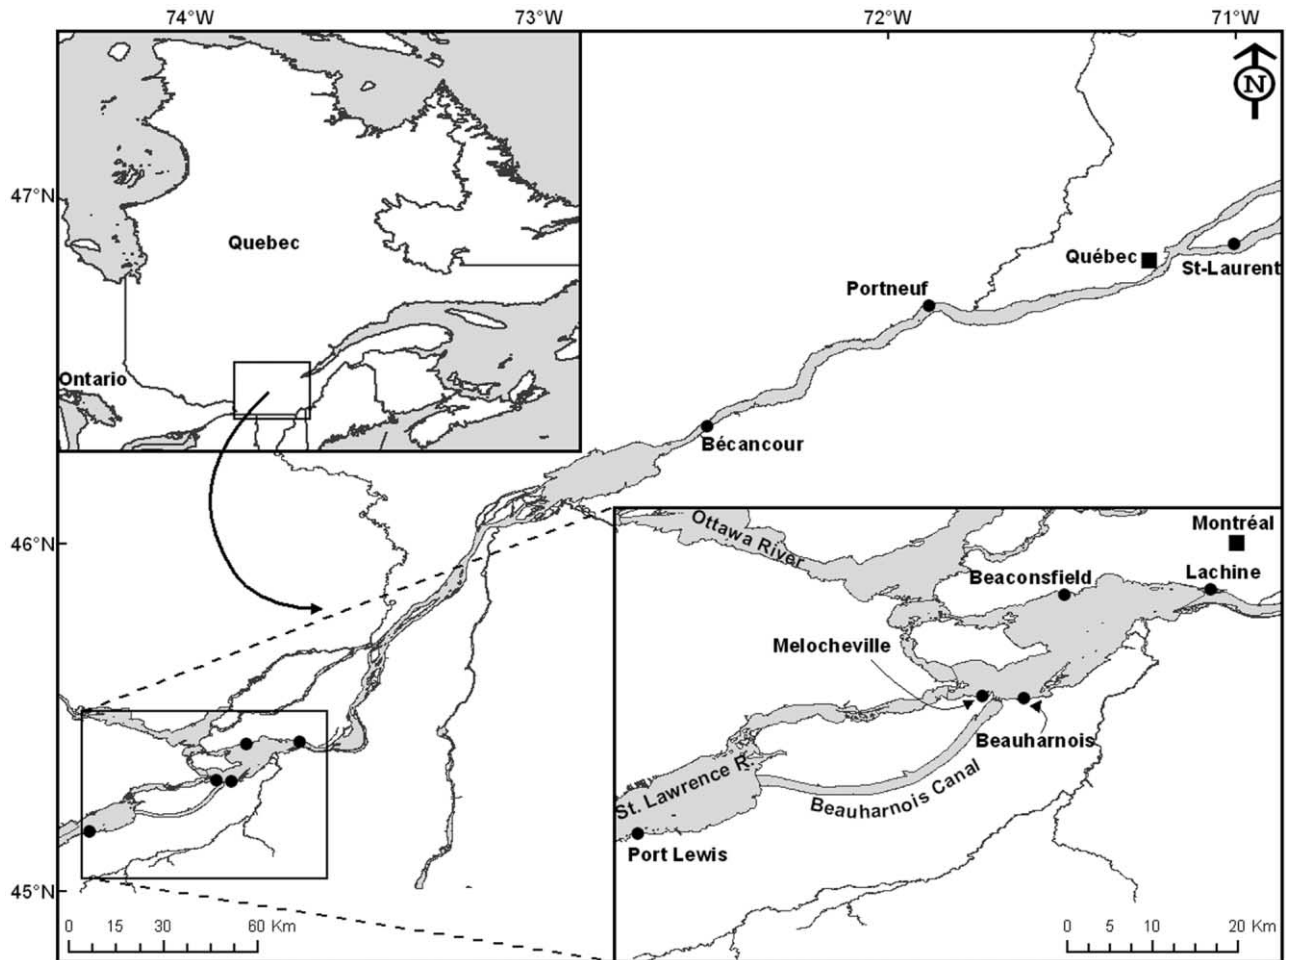 74°W 73°W 72°W 71°W
N
47°N
Quebec
Québec
St-Laurent
Portneuf
Ontario
Bécancour
46°N
Ottawa River
Montréal
Beaconsfield
Lachine
Melocheville
Beauharnois
St. Lawrence R.
Beauharnois Canal
Port Lewis
45°N
0 15 30 60 Km
0 5 10 20 Km